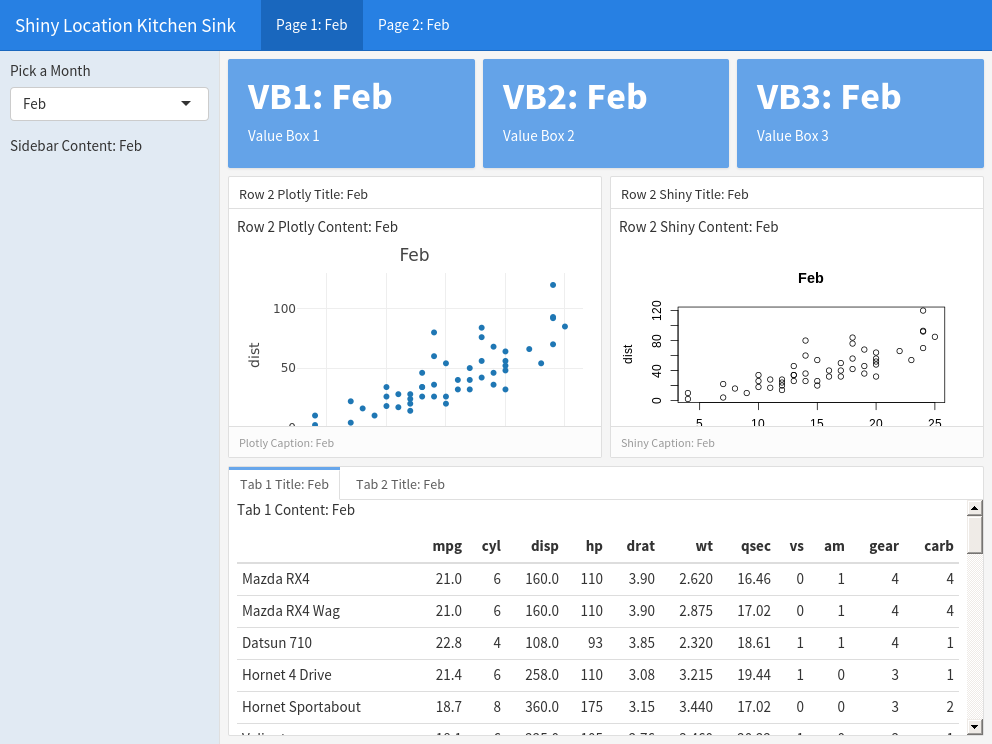 Shiny Location Kitchen Sink Page 1: Feb Page 2: Feb
Pick a Month
Feb
Sidebar Content: Feb
VB1: Feb
Value Box 1
VB2: Feb
Value Box 2
VB3: Feb
Value Box 3
Row 2 Plotly Title: Feb
Row 2 Plotly Content: Feb
Feb
100
50
0
dist
Plotly Caption: Feb
Row 2 Shiny Title: Feb
Row 2 Shiny Content: Feb
Feb
120
80
40
0
dist
5 10 15 20 25
Shiny Caption: Feb
Tab 1 Title: Feb Tab 2 Title: Feb
Tab 1 Content: Feb
mpg cyl disp hp drat wt qsec vs am gear carb
Mazda RX4 21.0 6 160.0 110 3.90 2.620 16.46 0 1 4 4
Mazda RX4 Wag 21.0 6 160.0 110 3.90 2.875 17.02 0 1 4 4
Datsun 710 22.8 4 108.0 93 3.85 2.320 18.61 1 1 4 1
Hornet 4 Drive 21.4 6 258.0 110 3.08 3.215 19.44 1 0 3 1
Hornet Sportabout 18.7 8 360.0 175 3.15 3.440 17.02 0 0 3 2